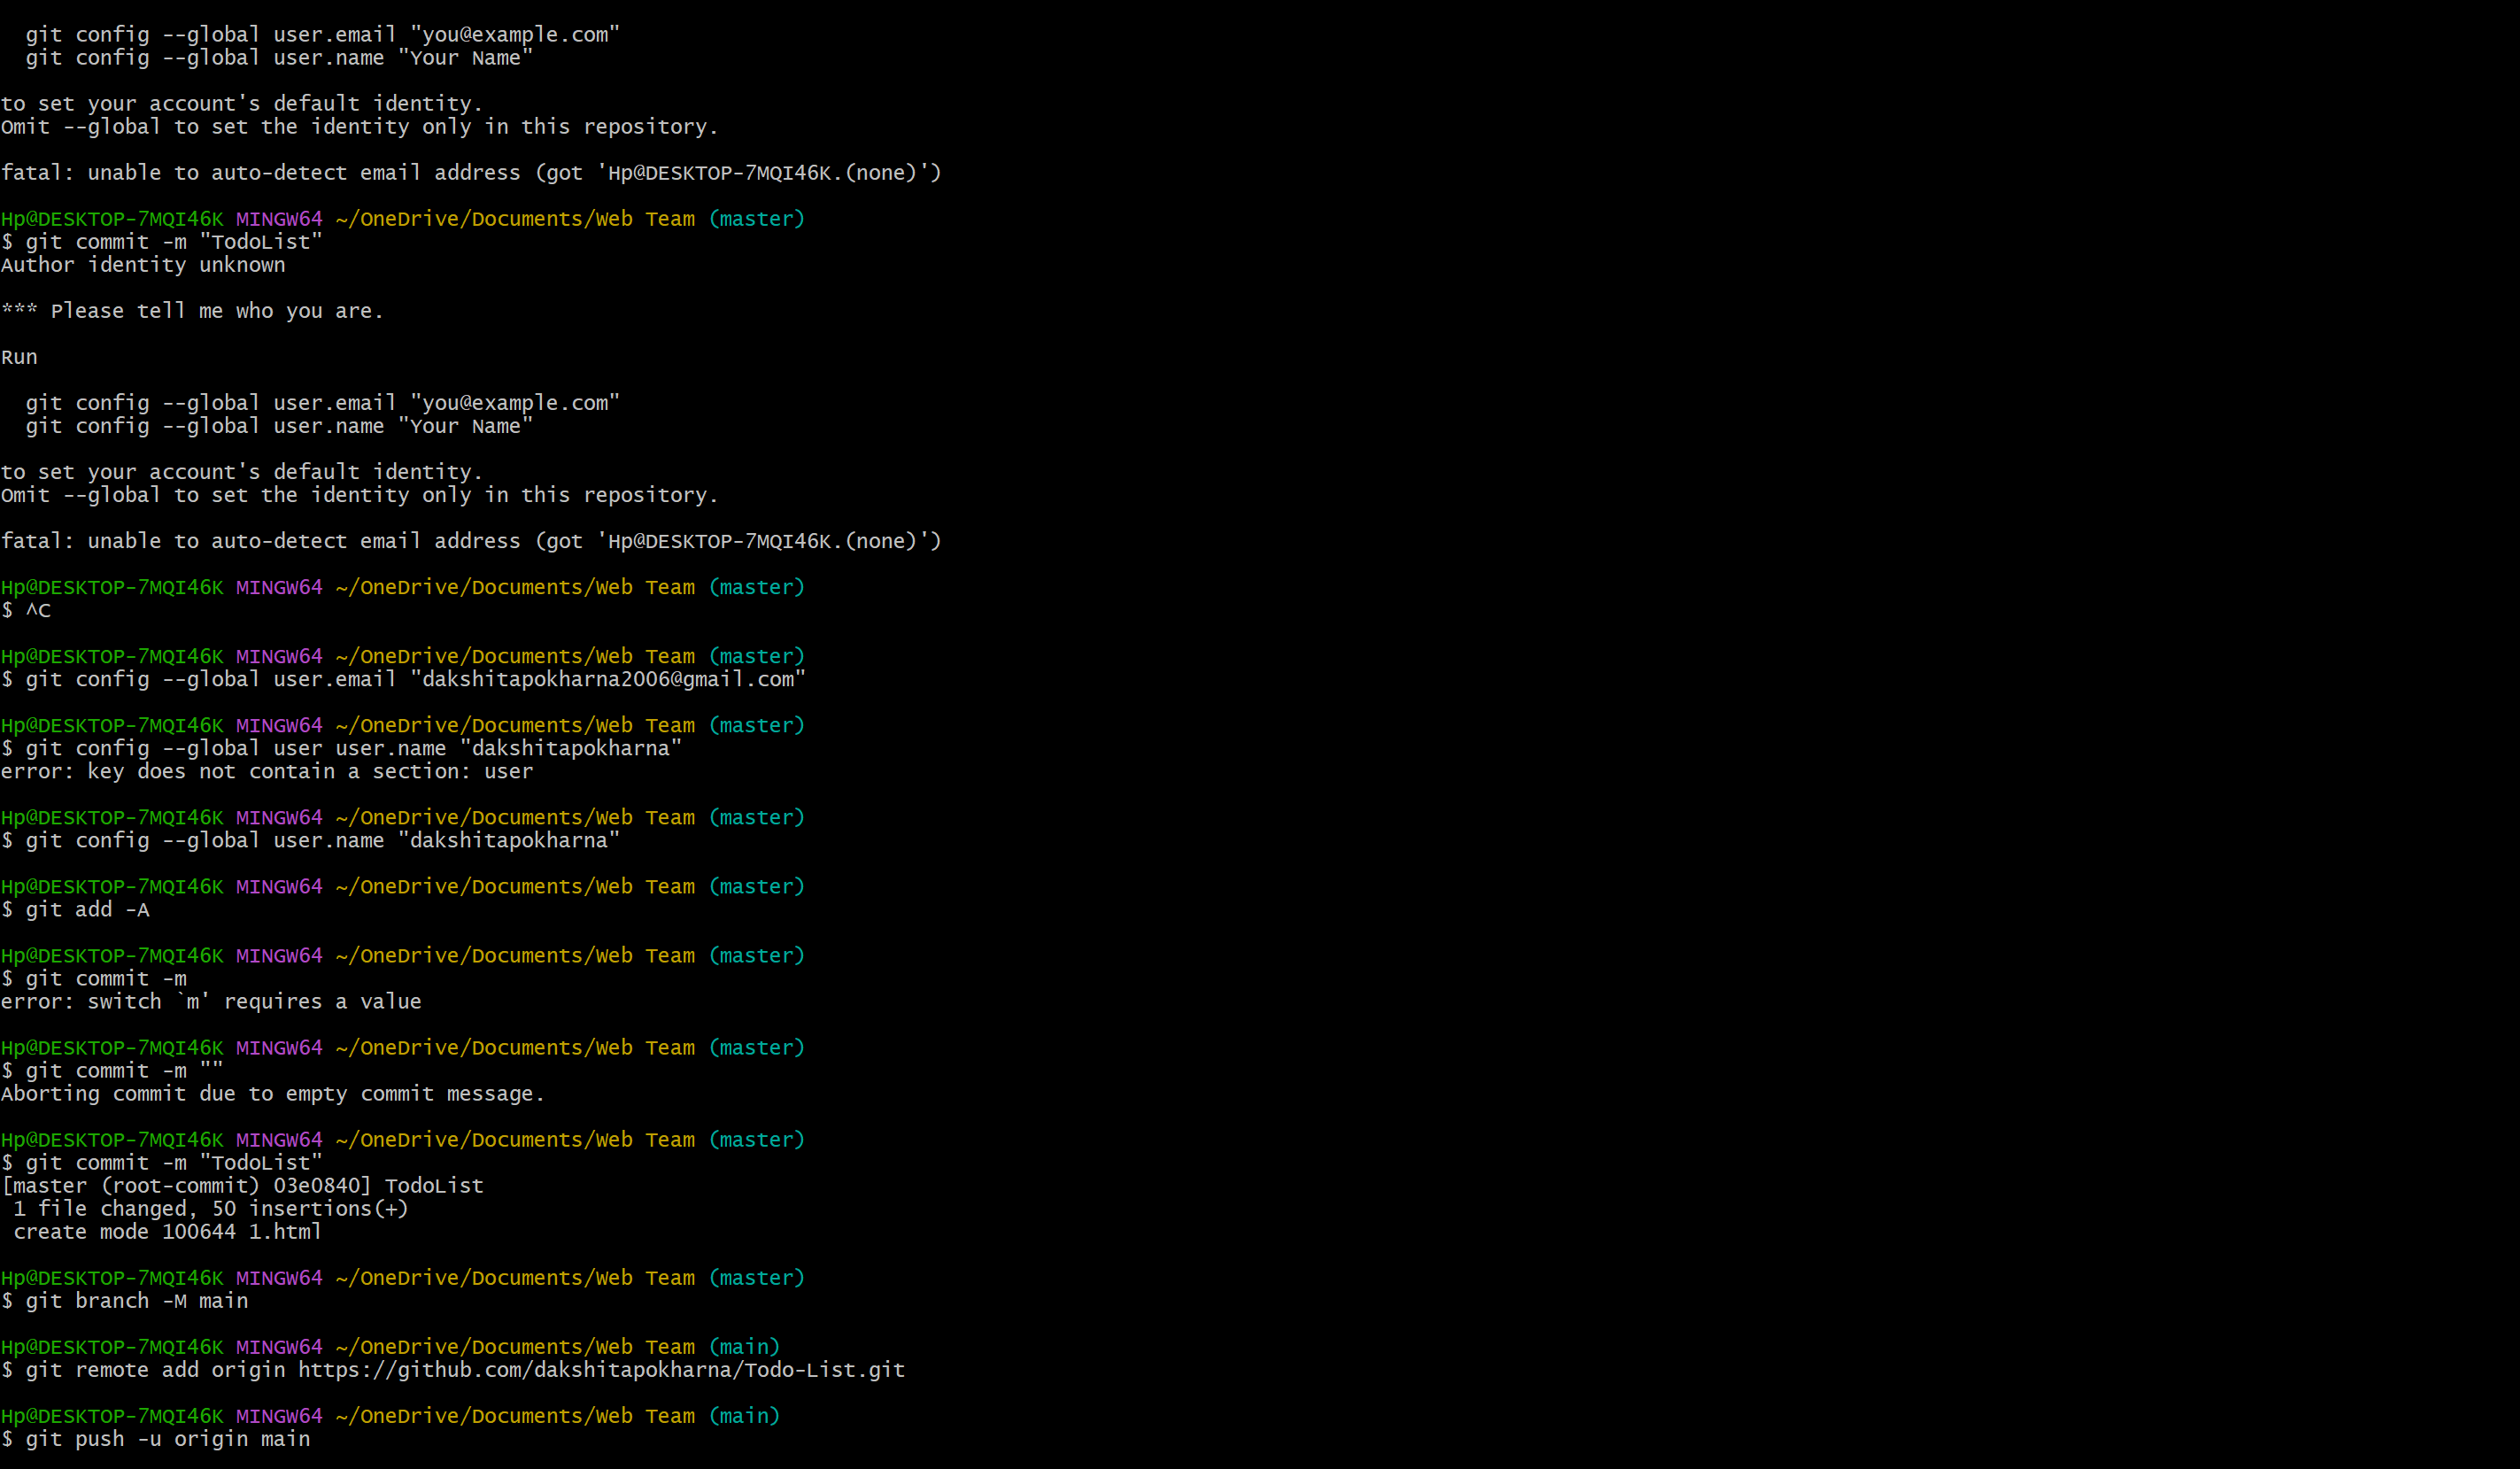 git config --global user.email "you@example.com"
git config --global user.name "Your Name"
to set your account's default identity.
Omit --global to set the identity only in this repository.
fatal: unable to auto-detect email address (got 'Hp@DESKTOP-7MQI46K.(none)')
Hp@DESKTOP-7MQI46K MINGW64 ~/OneDrive/Documents/Web Team (master)
$ git commit -m "TodoList"
Author identity unknown
*** Please tell me who you are.
Run
git config --global user.email "you@example.com"
git config --global user.name "Your Name"
to set your account's default identity.
Omit --global to set the identity only in this repository.
fatal: unable to auto-detect email address (got 'Hp@DESKTOP-7MQI46K.(none)')
Hp@DESKTOP-7MQI46K MINGW64 ~/OneDrive/Documents/Web Team (master)
$ ^C
Hp@DESKTOP-7MQI46K MINGW64 ~/OneDrive/Documents/Web Team (master)
$ git config --global user.email "dakshitapokharna2006@gmail.com"
Hp@DESKTOP-7MQI46K MINGW64 ~/OneDrive/Documents/Web Team (master)
$ git config --global user user.name "dakshitapokharna"
error: key does not contain a section: user
Hp@DESKTOP-7MQI46K MINGW64 ~/OneDrive/Documents/Web Team (master)
$ git config --global user.name "dakshitapokharna"
Hp@DESKTOP-7MQI46K MINGW64 ~/OneDrive/Documents/Web Team (master)
$ git add -A
Hp@DESKTOP-7MQI46K MINGW64 ~/OneDrive/Documents/Web Team (master)
$ git commit -m
error: switch `m' requires a value
Hp@DESKTOP-7MQI46K MINGW64 ~/OneDrive/Documents/Web Team (master)
$ git commit -m ""
Aborting commit due to empty commit message.
Hp@DESKTOP-7MQI46K MINGW64 ~/OneDrive/Documents/Web Team (master)
$ git commit -m "TodoList"
[master (root-commit) 03e0840] TodoList
1 file changed, 50 insertions(+)
create mode 100644 1.html
Hp@DESKTOP-7MQI46K MINGW64 ~/OneDrive/Documents/Web Team (master)
$ git branch -M main
Hp@DESKTOP-7MQI46K MINGW64 ~/OneDrive/Documents/Web Team (main)
$ git remote add origin https://github.com/dakshitapokharna/Todo-List.git
Hp@DESKTOP-7MQI46K MINGW64 ~/OneDrive/Documents/Web Team (main)
$ git push -u origin main